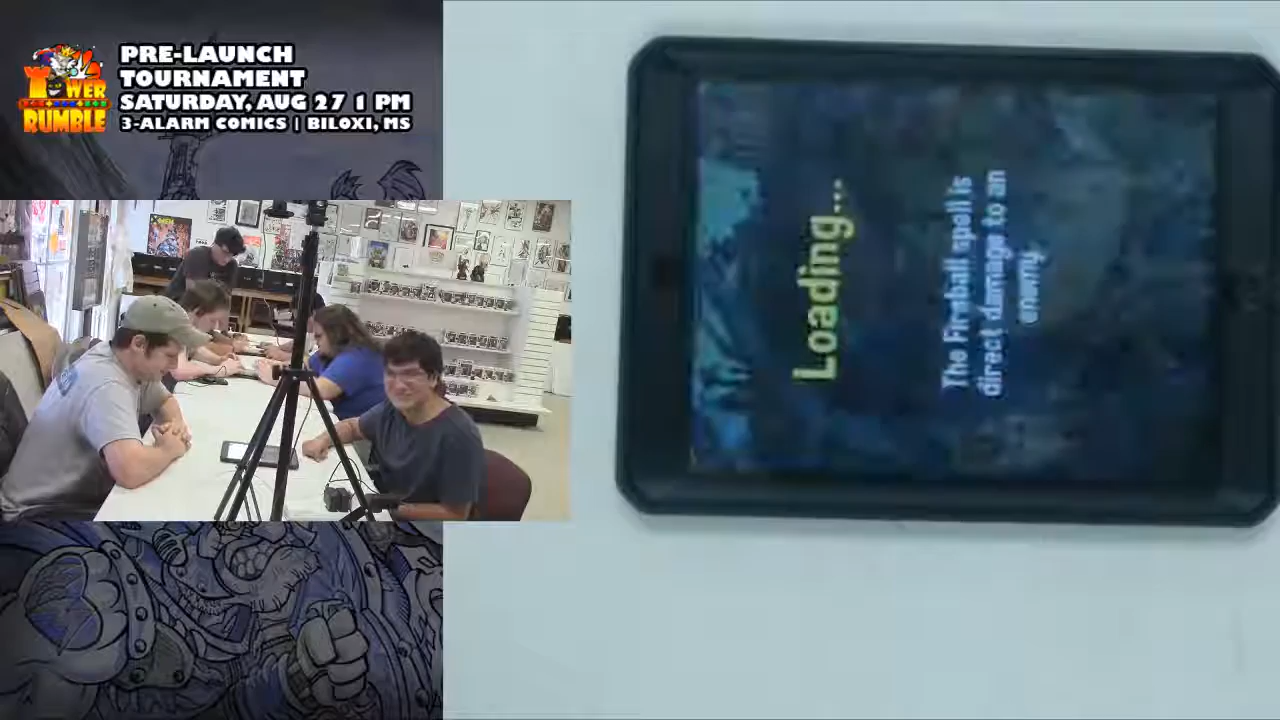 TOWER
RUMBLE
PRE-LAUNCH
TOURNAMENT
SATURDAY, AUG 27 1 PM
3-ALARM COMICS | BILOXI, MS
Loading...
The Fireball spell is
direct damage to an
enemy.